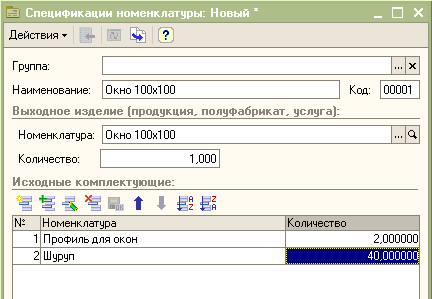 Спецификации номенклатуры: Новый *
Действия
Группа:
Наименование: Окно 100х100 Код: 00001
Выходное изделие (продукция, полуфабрикат, услуга):
Номенклатура: Окно 100х100
Количество: 1,000
Исходные комплектующие:
№ Номенклатура Количество
1 Профиль для окон 2,000000
2 Шуруп 40,000000